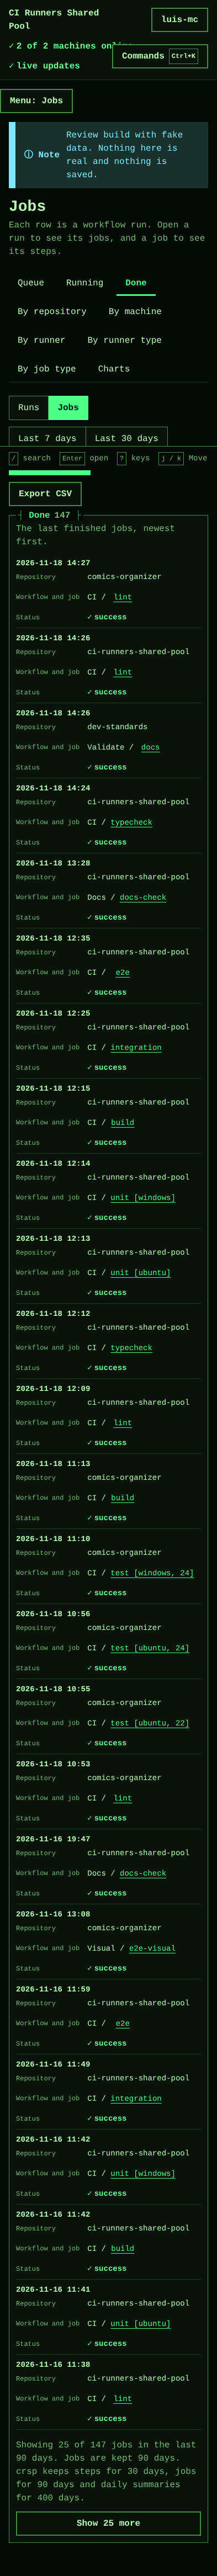 CI Runners Shared
Pool
luis-mc
✓ 2 of 2 machines online
✓ live updates
Commands Ctrl+K
Menu: Jobs
ⓘ Note
Review build with fake
data. Nothing here is
real and nothing is
saved.
Jobs
Each row is a workflow run. Open a
run to see its jobs, and a job to see
its steps.
Queue Running Done
By repository By machine
By runner By runner type
By job type Charts
Runs Jobs
Last 7 days Last 30 days
/ search Enter open ? keys j / k Move
Export CSV
Done 147
The last finished jobs, newest
first.
2026-11-18 14:27
Repository comics-organizer
Workflow and job CI / lint
Status ✓ success
2026-11-18 14:26
Repository ci-runners-shared-pool
Workflow and job CI / lint
Status ✓ success
2026-11-18 14:26
Repository dev-standards
Workflow and job Validate / docs
Status ✓ success
2026-11-18 14:24
Repository ci-runners-shared-pool
Workflow and job CI / typecheck
Status ✓ success
2026-11-18 13:28
Repository ci-runners-shared-pool
Workflow and job Docs / docs-check
Status ✓ success
2026-11-18 12:35
Repository ci-runners-shared-pool
Workflow and job CI / e2e
Status ✓ success
2026-11-18 12:25
Repository ci-runners-shared-pool
Workflow and job CI / integration
Status ✓ success
2026-11-18 12:15
Repository ci-runners-shared-pool
Workflow and job CI / build
Status ✓ success
2026-11-18 12:14
Repository ci-runners-shared-pool
Workflow and job CI / unit [windows]
Status ✓ success
2026-11-18 12:13
Repository ci-runners-shared-pool
Workflow and job CI / unit [ubuntu]
Status ✓ success
2026-11-18 12:12
Repository ci-runners-shared-pool
Workflow and job CI / typecheck
Status ✓ success
2026-11-18 12:09
Repository ci-runners-shared-pool
Workflow and job CI / lint
Status ✓ success
2026-11-18 11:13
Repository comics-organizer
Workflow and job CI / build
Status ✓ success
2026-11-18 11:10
Repository comics-organizer
Workflow and job CI / test [windows, 24]
Status ✓ success
2026-11-18 10:56
Repository comics-organizer
Workflow and job CI / test [ubuntu, 24]
Status ✓ success
2026-11-18 10:55
Repository comics-organizer
Workflow and job CI / test [ubuntu, 22]
Status ✓ success
2026-11-18 10:53
Repository comics-organizer
Workflow and job CI / lint
Status ✓ success
2026-11-16 19:47
Repository ci-runners-shared-pool
Workflow and job Docs / docs-check
Status ✓ success
2026-11-16 13:08
Repository comics-organizer
Workflow and job Visual / e2e-visual
Status ✓ success
2026-11-16 11:59
Repository ci-runners-shared-pool
Workflow and job CI / e2e
Status ✓ success
2026-11-16 11:49
Repository ci-runners-shared-pool
Workflow and job CI / integration
Status ✓ success
2026-11-16 11:42
Repository ci-runners-shared-pool
Workflow and job CI / unit [windows]
Status ✓ success
2026-11-16 11:42
Repository ci-runners-shared-pool
Workflow and job CI / build
Status ✓ success
2026-11-16 11:41
Repository ci-runners-shared-pool
Workflow and job CI / unit [ubuntu]
Status ✓ success
2026-11-16 11:38
Repository ci-runners-shared-pool
Workflow and job CI / lint
Status ✓ success
Showing 25 of 147 jobs in the last
90 days. Jobs are kept 90 days.
crsp keeps steps for 30 days, jobs
for 90 days and daily summaries
for 400 days.
Show 25 more